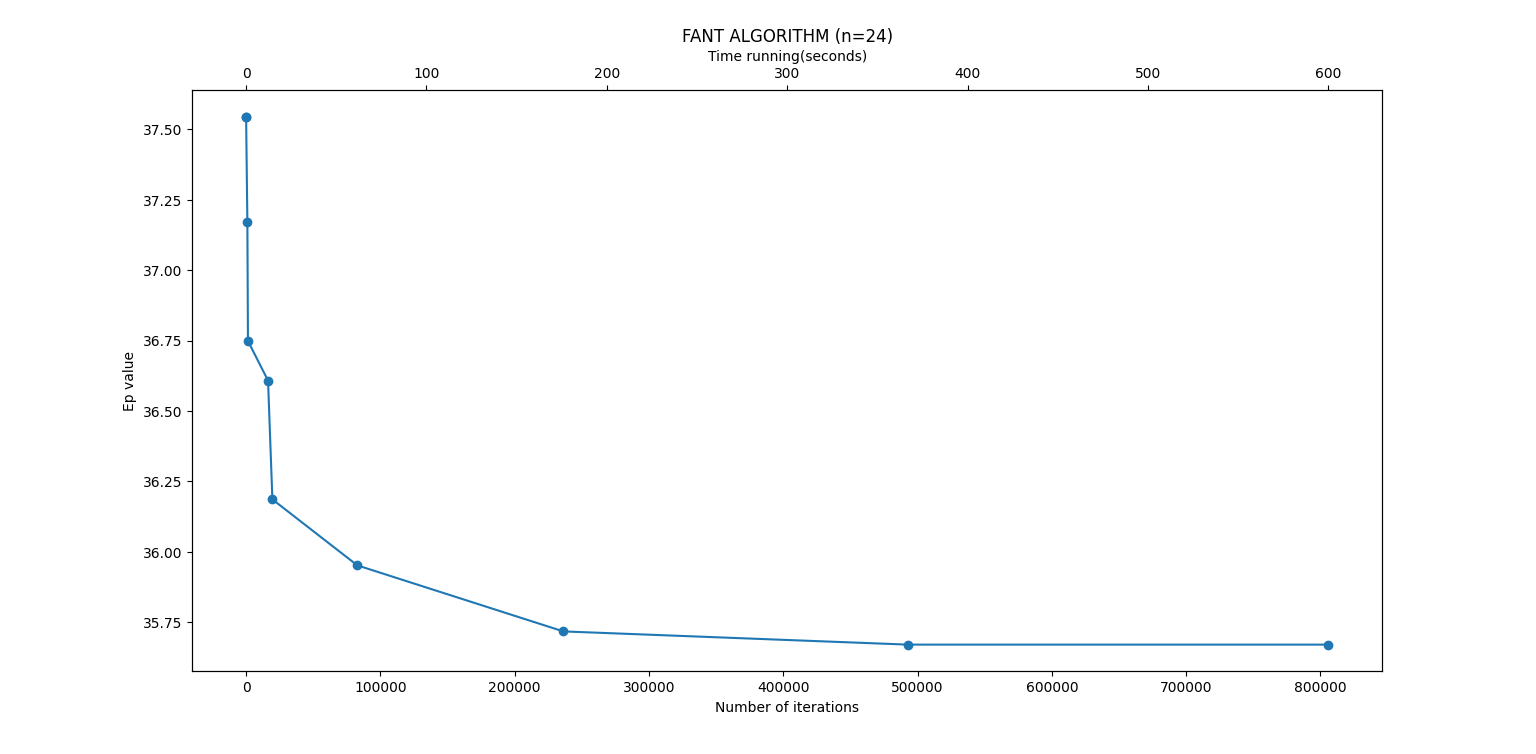 FANT ALGORITHM (n=24)
Time running(seconds)
0 100 200 300 400 500 600
37.50
37.25
37.00
36.75
36.50
36.25
36.00
35.75
Ep value
0 100000 200000 300000 400000 500000 600000 700000 800000
Number of iterations